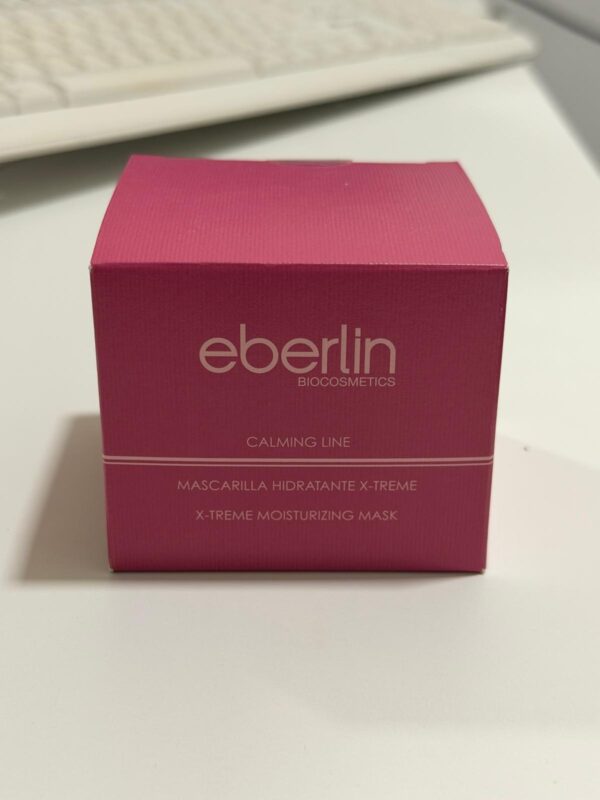 eberlin
BIOCOSMETICS
CALMING LINE
MASCARILLA HIDRATANTE X-TREME
X-TREME MOISTURIZING MASK